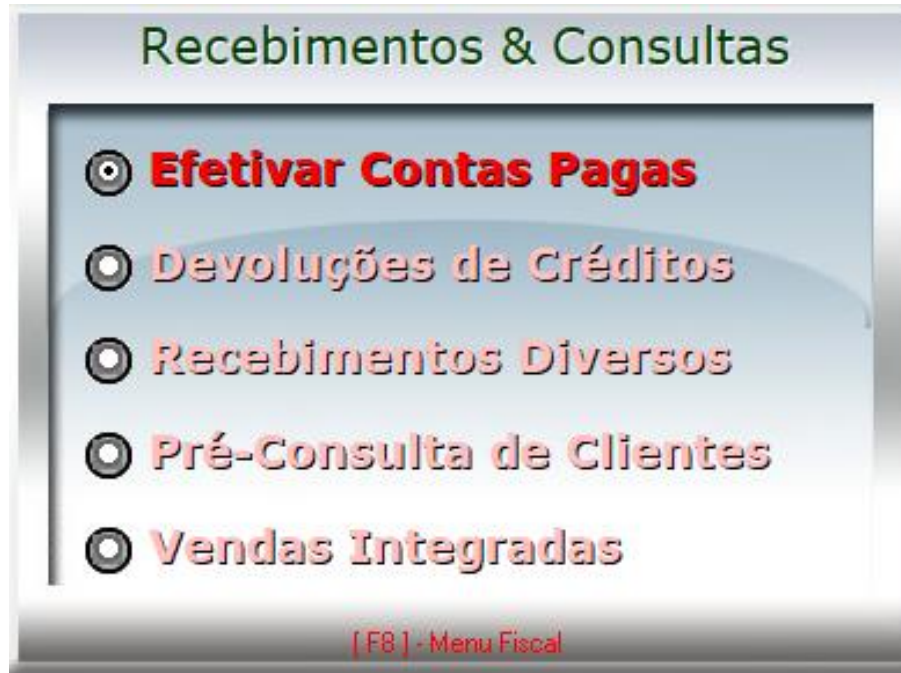 Recebimentos & Consultas
Efetivar Contas Pagas
Devoluções de Créditos
Recebimentos Diversos
Pré-Consulta de Clientes
Vendas Integradas
[ F8 ] - Menu Fiscal